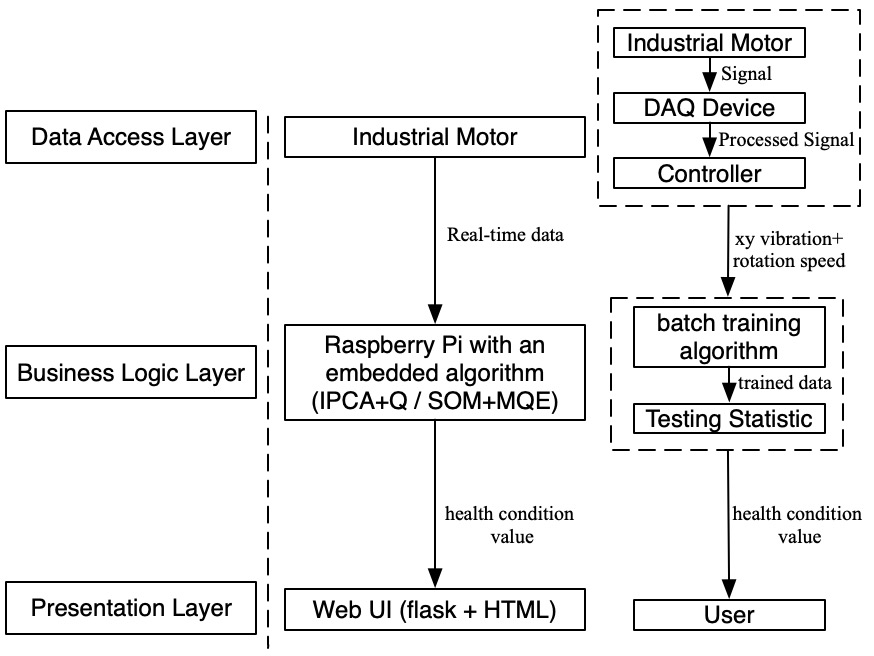 Industrial Motor
Signal
DAQ Device
Processed Signal
Controller
Data Access Layer
Industrial Motor
Real-time data
xy vibration+
rotation speed
Business Logic Layer
Raspberry Pi with an
embedded algorithm
(IPCA+Q / SOM+MQE)
batch training
algorithm
trained data
Testing Statistic
health condition
value
health condition
value
Presentation Layer
Web UI (flask + HTML)
User